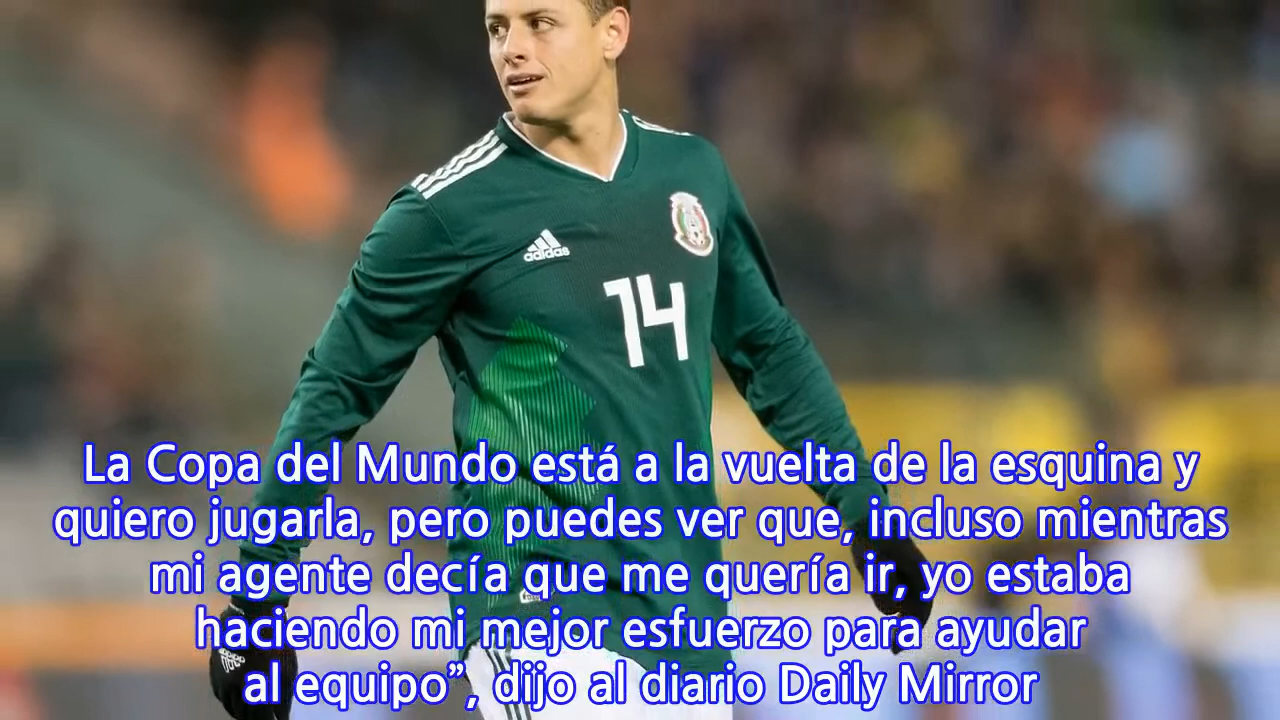 adidas
14
La Copa del Mundo está a la vuelta de la esquina y
quiero jugarla, pero puedes ver que, incluso mientras
mi agente decía que me quería ir, yo estaba
haciendo mi mejor esfuerzo para ayudar
al equipo”, dijo al diario Daily Mirror